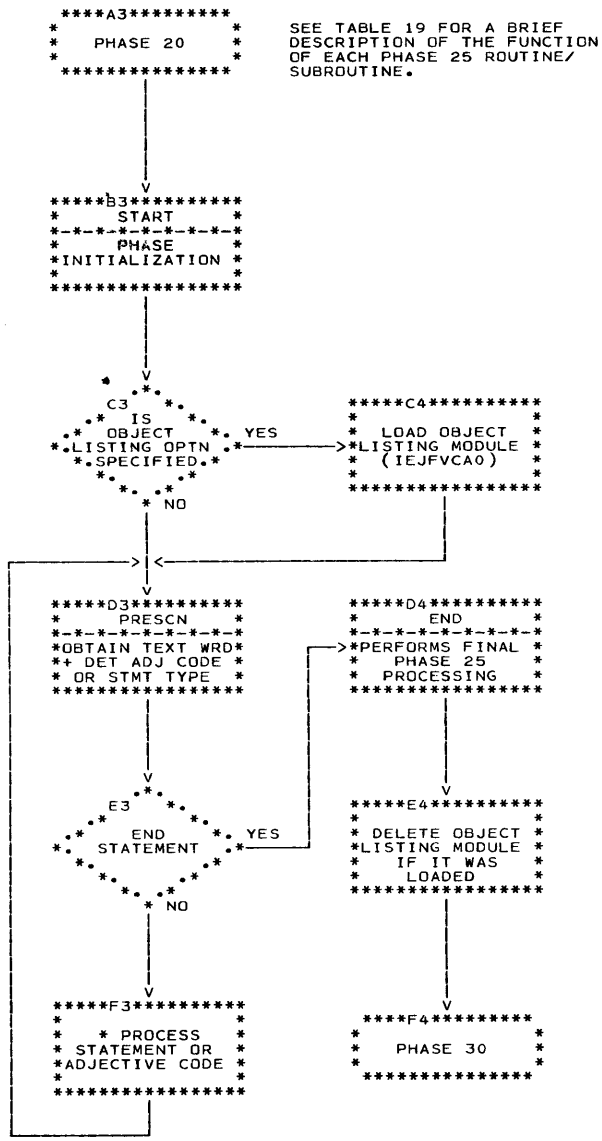 A3
PHASE 20
SEE TABLE 19 FOR A BRIEF
DESCRIPTION OF THE FUNCTION
OF EACH PHASE 25 ROUTINE/
SUBROUTINE.
B3
START
PHASE
INITIALIZATION
C3
IS
OBJECT
LISTING OPTN
SPECIFIED
YES
NO
C4
LOAD OBJECT
LISTING MODULE
(IEJFVCA0)
D3
PRESCN
OBTAIN TEXT WRD
+ DET ADJ CODE
OR STMT TYPE
D4
END
PERFORMS FINAL
PHASE 25
PROCESSING
E3
END
STATEMENT
YES
NO
E4
DELETE OBJECT
LISTING MODULE
IF IT WAS
LOADED
F3
* PROCESS
STATEMENT OR
ADJECTIVE CODE
F4
PHASE 30